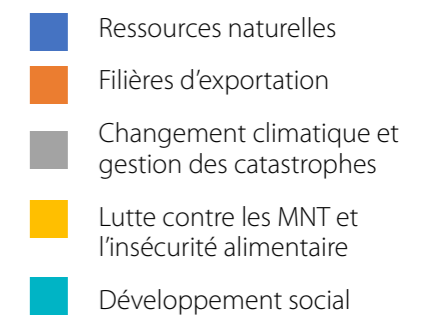 Ressources naturelles
Filières d’exportation
Changement climatique et
gestion des catastrophes
Lutte contre les MNT et
l’insécurité alimentaire
Développement social